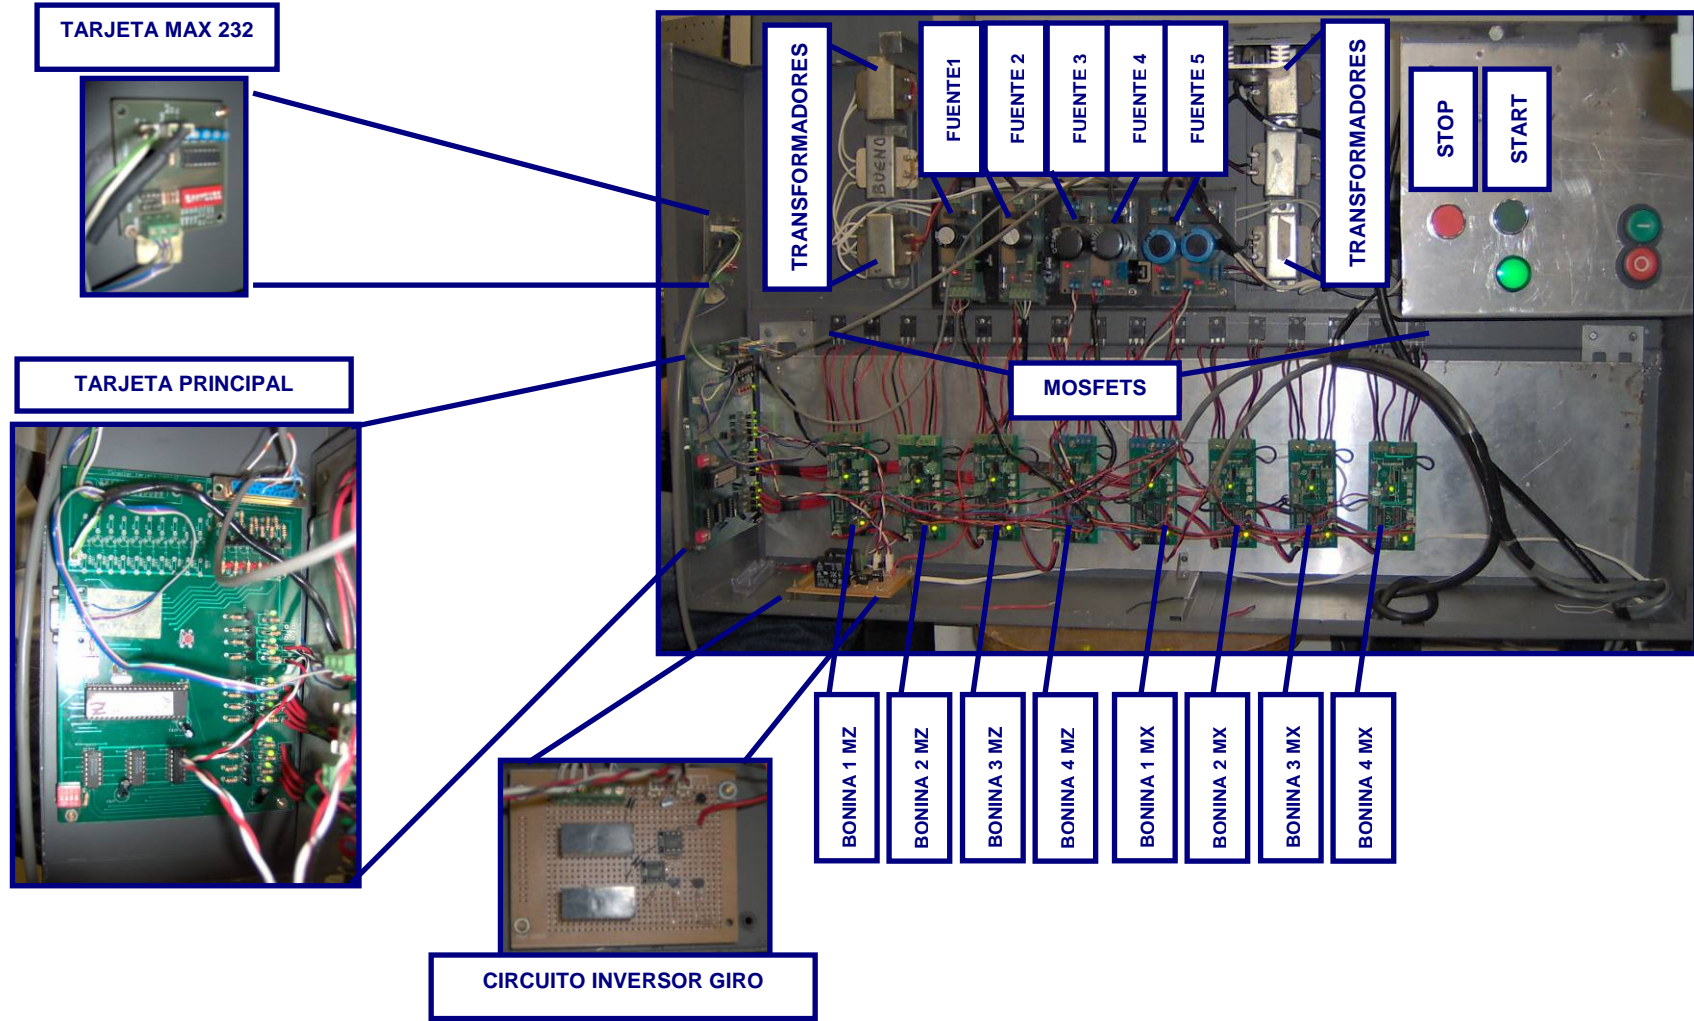 TARJETA MAX 232
TRANSFORMADORES
FUENTE1
FUENTE 2
FUENTE 3
FUENTE 4
FUENTE 5
TRANSFORMADORES
STOP
START
BUENO
TARJETA PRINCIPAL
MOSFETS
BONINA 1 MZ
BONINA 2 MZ
BONINA 3 MZ
BONINA 4 MZ
BONINA 1 MX
BONINA 2 MX
BONINA 3 MX
BONINA 4 MX
CIRCUITO INVERSOR GIRO